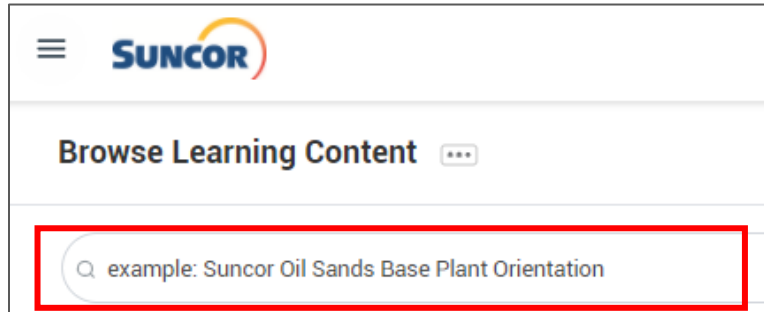 SUNCOR
Browse Learning Content
example: Suncor Oil Sands Base Plant Orientation